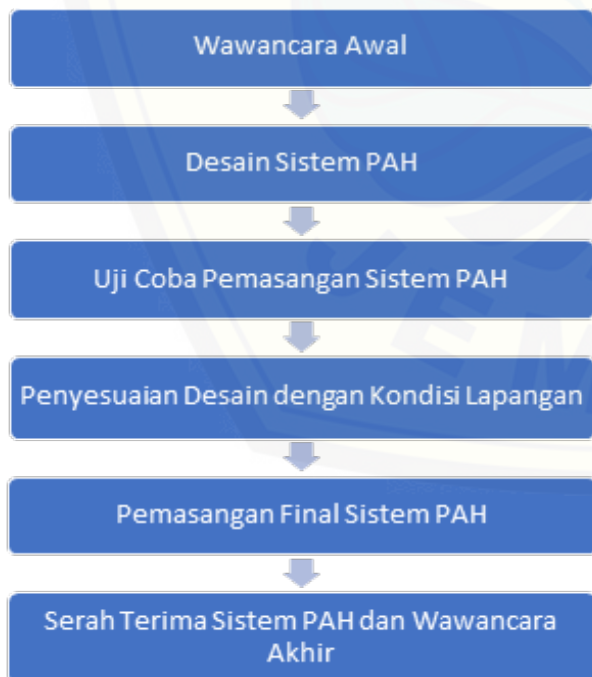 Wawancara Awal
Desain Sistem PAH
Uji Coba Pemasangan Sistem PAH
Penyesuaian Desain dengan Kondisi Lapangan
Pemasangan Final Sistem PAH
Serah Terima Sistem PAH dan Wawancara
Akhir